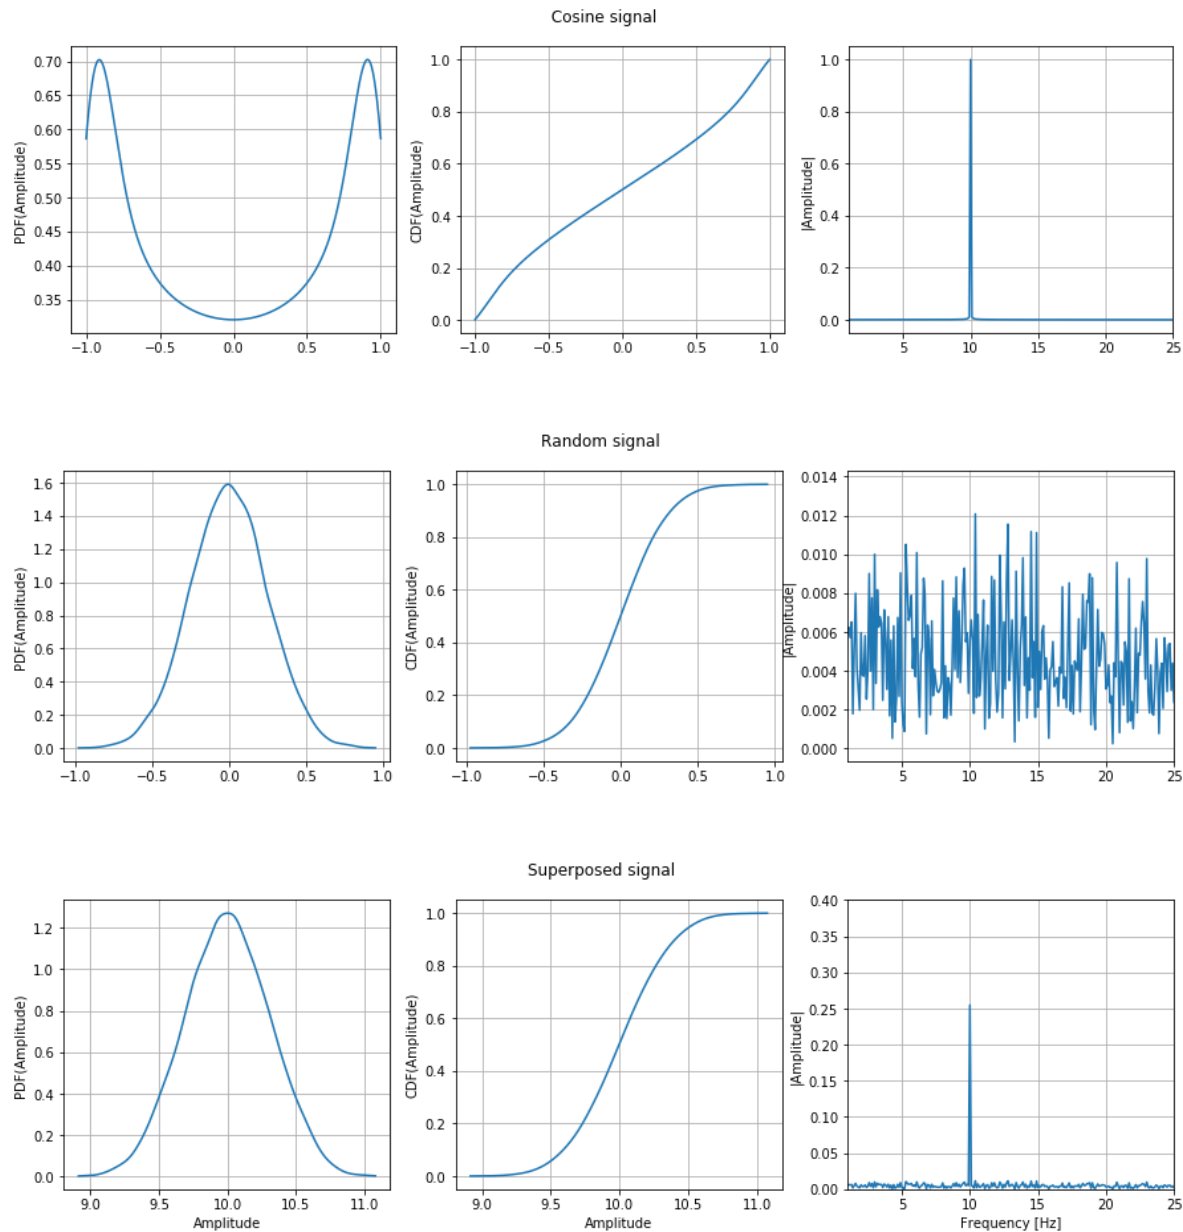 Cosine signal
PDF(Amplitude)
0.70
0.65
0.60
0.55
0.50
0.45
0.40
0.35
−1.0 −0.5 0.0 0.5 1.0
CDF(Amplitude)
1.0
0.8
0.6
0.4
0.2
0.0
−1.0 −0.5 0.0 0.5 1.0
|Amplitude|
1.0
0.8
0.6
0.4
0.2
0.0
5 10 15 20 25
Random signal
PDF(Amplitude)
1.6
1.4
1.2
1.0
0.8
0.6
0.4
0.2
0.0
−1.0 −0.5 0.0 0.5 1.0
CDF(Amplitude)
1.0
0.8
0.6
0.4
0.2
0.0
−1.0 −0.5 0.0 0.5 1.0
|Amplitude|
0.014
0.012
0.010
0.008
0.006
0.004
0.002
0.000
5 10 15 20 25
Superposed signal
PDF(Amplitude)
1.2
1.0
0.8
0.6
0.4
0.2
0.0
9.0 9.5 10.0 10.5 11.0
Amplitude
CDF(Amplitude)
1.0
0.8
0.6
0.4
0.2
0.0
9.0 9.5 10.0 10.5 11.0
Amplitude
|Amplitude|
0.40
0.35
0.30
0.25
0.20
0.15
0.10
0.05
0.00
5 10 15 20 25
Frequency [Hz]